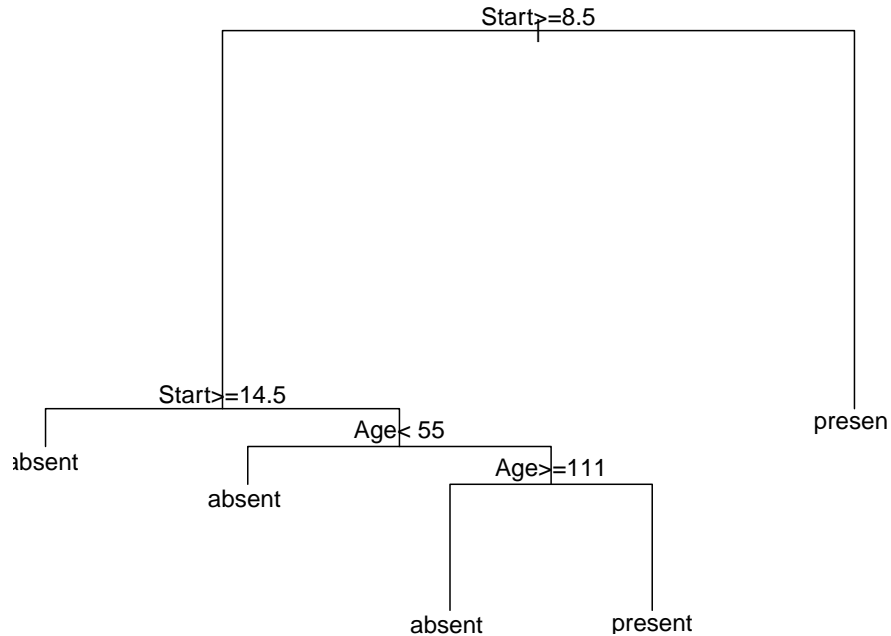 Start>=8.5
Start>=14.5
Age< 55
Age>=111
absent
absent
absent
present
presen